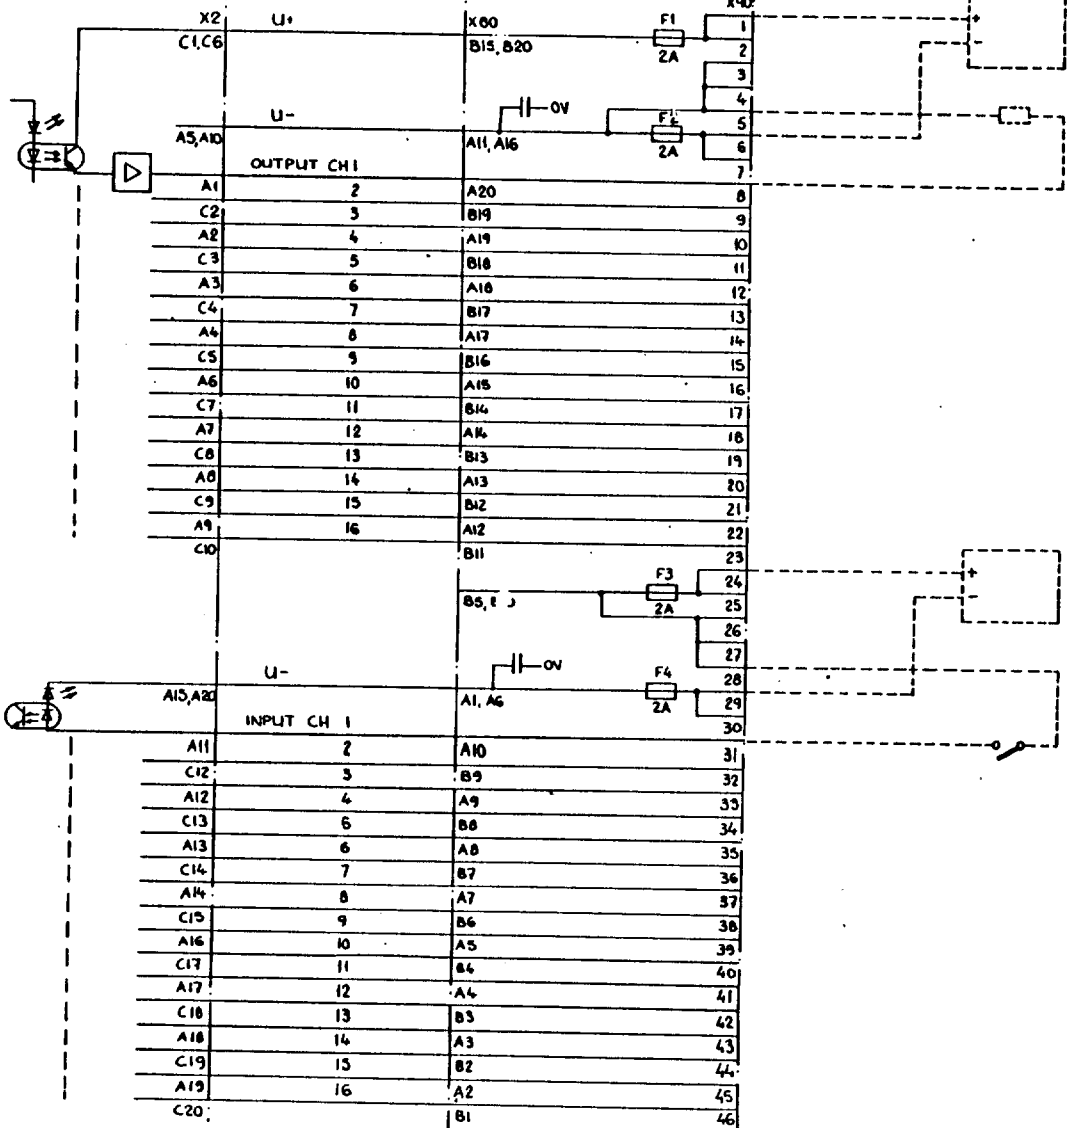 X2 U+ X80 F1 X90
C1,C6 B15, B20 2A 1
+
-
2
3
0V
4
U- F2
A5,A10 A11, A16 2A 5
6
OUTPUT CH 1 7
A1 2 A20 8
C2 3 B19 9
A2 4 A19 10
C3 5 B18 11
A3 6 A18 12
C4 7 B17 13
A4 8 A17 14
C5 9 B16 15
A6 10 A15 16
C7 11 B14 17
A7 12 A14 18
C8 13 B13 19
A8 14 A13 20
C9 15 B12 21
A9 16 A12 22
C10 B11 23
F3 24 +
B5, 2A 25 -
26
27
U- 0V F4 28
A15,A20 A1, A6 2A 29
INPUT CH 1 30
A11 2 A10 31
C12 3 B9 32
A12 4 A9 33
C13 6 B8 34
A13 6 A8 35
C14 7 B7 36
A14 8 A7 37
C15 9 B6 38
A16 10 A5 39
C17 11 B4 40
A17 12 A4 41
C18 13 B3 42
A18 14 A3 43
C19 15 B2 44
A19 16 A2 45
C20 B1 46